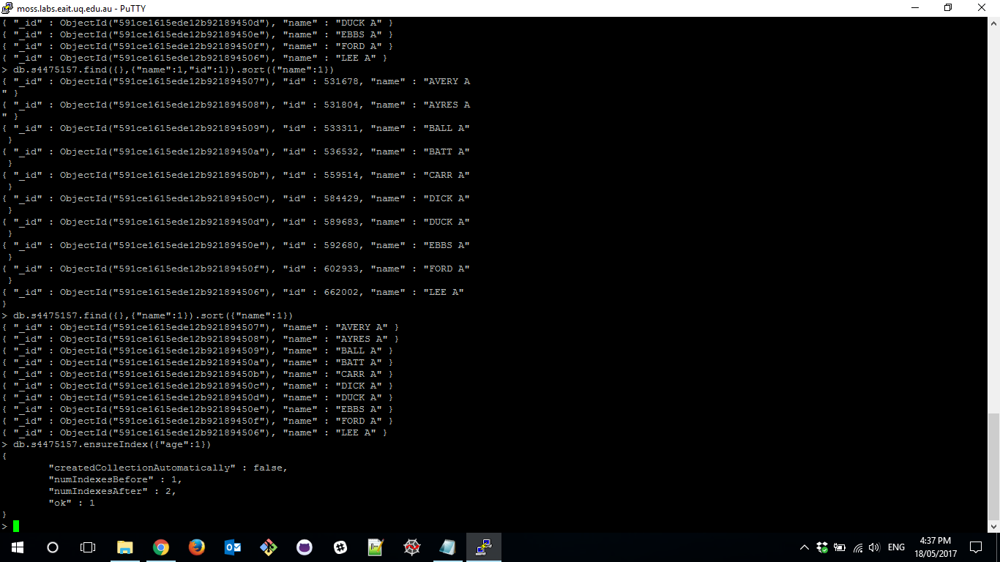 moss.labs.eait.uq.edu.au - PuTTY
{ "_id" : ObjectId("591ce1615ede12b92189450d"), "name" : "DUCK A" }
{ "_id" : ObjectId("591ce1615ede12b92189450e"), "name" : "EBBS A" }
{ "_id" : ObjectId("591ce1615ede12b92189450f"), "name" : "FORD A" }
{ "_id" : ObjectId("591ce1615ede12b921894506"), "name" : "LEE A" }
> db.s4475157.find({},{"name":1,"id":1}).sort({"name":1})
{ "_id" : ObjectId("591ce1615ede12b921894507"), "id" : 531678, "name" : "AVERY A
" }
{ "_id" : ObjectId("591ce1615ede12b921894508"), "id" : 531804, "name" : "AYRES A
" }
{ "_id" : ObjectId("591ce1615ede12b921894509"), "id" : 533311, "name" : "BALL A"
 }
{ "_id" : ObjectId("591ce1615ede12b92189450a"), "id" : 536532, "name" : "BATT A"
 }
{ "_id" : ObjectId("591ce1615ede12b92189450b"), "id" : 559514, "name" : "CARR A"
 }
{ "_id" : ObjectId("591ce1615ede12b92189450c"), "id" : 584429, "name" : "DICK A"
 }
{ "_id" : ObjectId("591ce1615ede12b92189450d"), "id" : 589683, "name" : "DUCK A"
 }
{ "_id" : ObjectId("591ce1615ede12b92189450e"), "id" : 592680, "name" : "EBBS A"
 }
{ "_id" : ObjectId("591ce1615ede12b92189450f"), "id" : 602933, "name" : "FORD A"
 }
{ "_id" : ObjectId("591ce1615ede12b921894506"), "id" : 662002, "name" : "LEE A"
}
> db.s4475157.find({},{"name":1}).sort({"name":1})
{ "_id" : ObjectId("591ce1615ede12b921894507"), "name" : "AVERY A" }
{ "_id" : ObjectId("591ce1615ede12b921894508"), "name" : "AYRES A" }
{ "_id" : ObjectId("591ce1615ede12b921894509"), "name" : "BALL A" }
{ "_id" : ObjectId("591ce1615ede12b92189450a"), "name" : "BATT A" }
{ "_id" : ObjectId("591ce1615ede12b92189450b"), "name" : "CARR A" }
{ "_id" : ObjectId("591ce1615ede12b92189450c"), "name" : "DICK A" }
{ "_id" : ObjectId("591ce1615ede12b92189450d"), "name" : "DUCK A" }
{ "_id" : ObjectId("591ce1615ede12b92189450e"), "name" : "EBBS A" }
{ "_id" : ObjectId("591ce1615ede12b92189450f"), "name" : "FORD A" }
{ "_id" : ObjectId("591ce1615ede12b921894506"), "name" : "LEE A" }
> db.s4475157.ensureIndex({"age":1})
{
        "createdCollectionAutomatically" : false,
        "numIndexesBefore" : 1,
        "numIndexesAfter" : 2,
        "ok" : 1
}
>
ENG
4:37 PM
18/05/2017